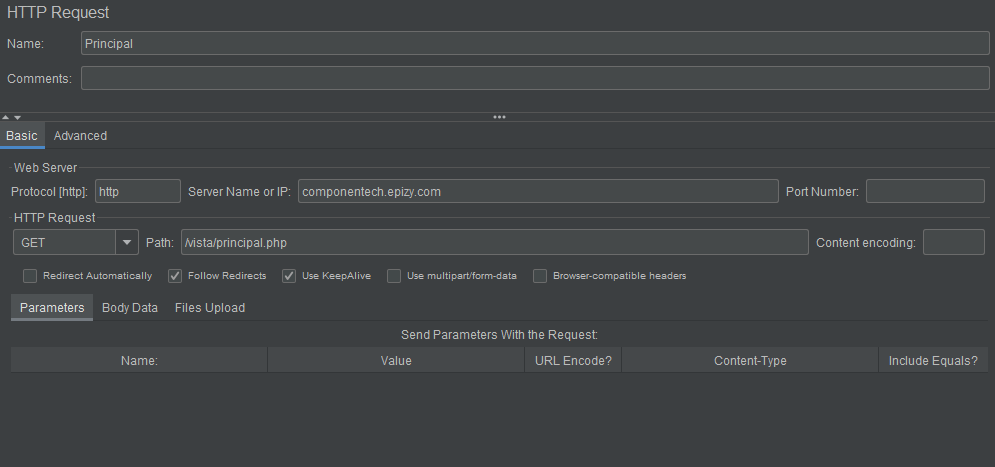 HTTP Request
Name: Principal
Comments:
Basic Advanced
Web Server
Protocol [http]: http Server Name or IP: componentech.epizy.com Port Number:
HTTP Request
GET Path: /vista/principal.php Content encoding:
Redirect Automatically Follow Redirects Use KeepAlive Use multipart/form-data Browser-compatible headers
Parameters Body Data Files Upload
Send Parameters With the Request:
Name: Value URL Encode? Content-Type Include Equals?